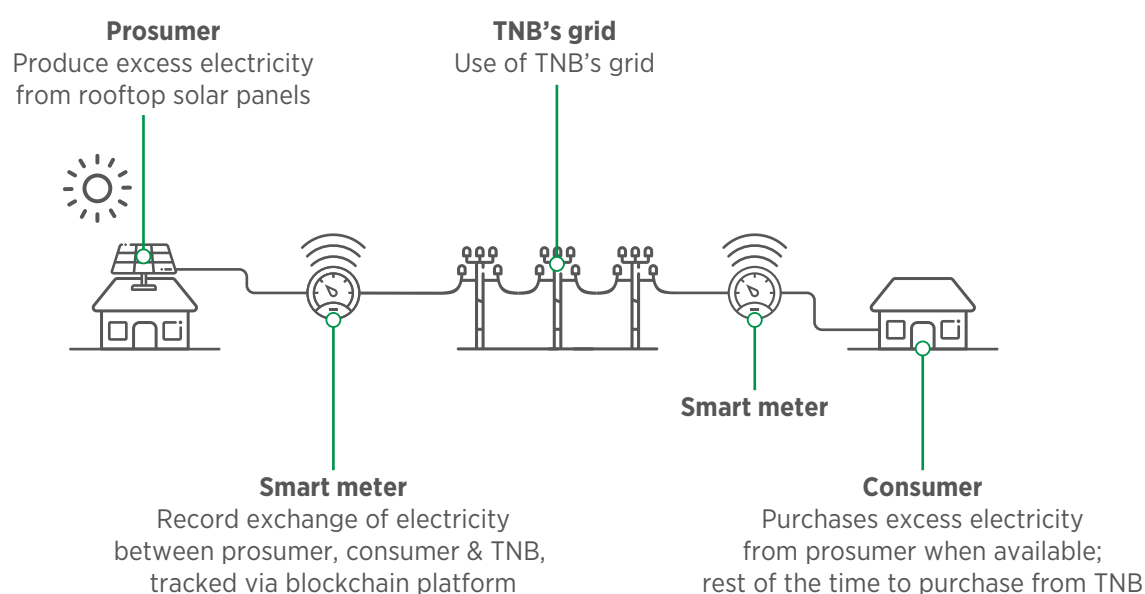 Prosumer
Produce excess electricity
from rooftop solar panels
TNB’s grid
Use of TNB’s grid
Smart meter
Smart meter
Record exchange of electricity
between prosumer, consumer & TNB,
tracked via blockchain platform
Consumer
Purchases excess electricity
from prosumer when available;
rest of the time to purchase from TNB